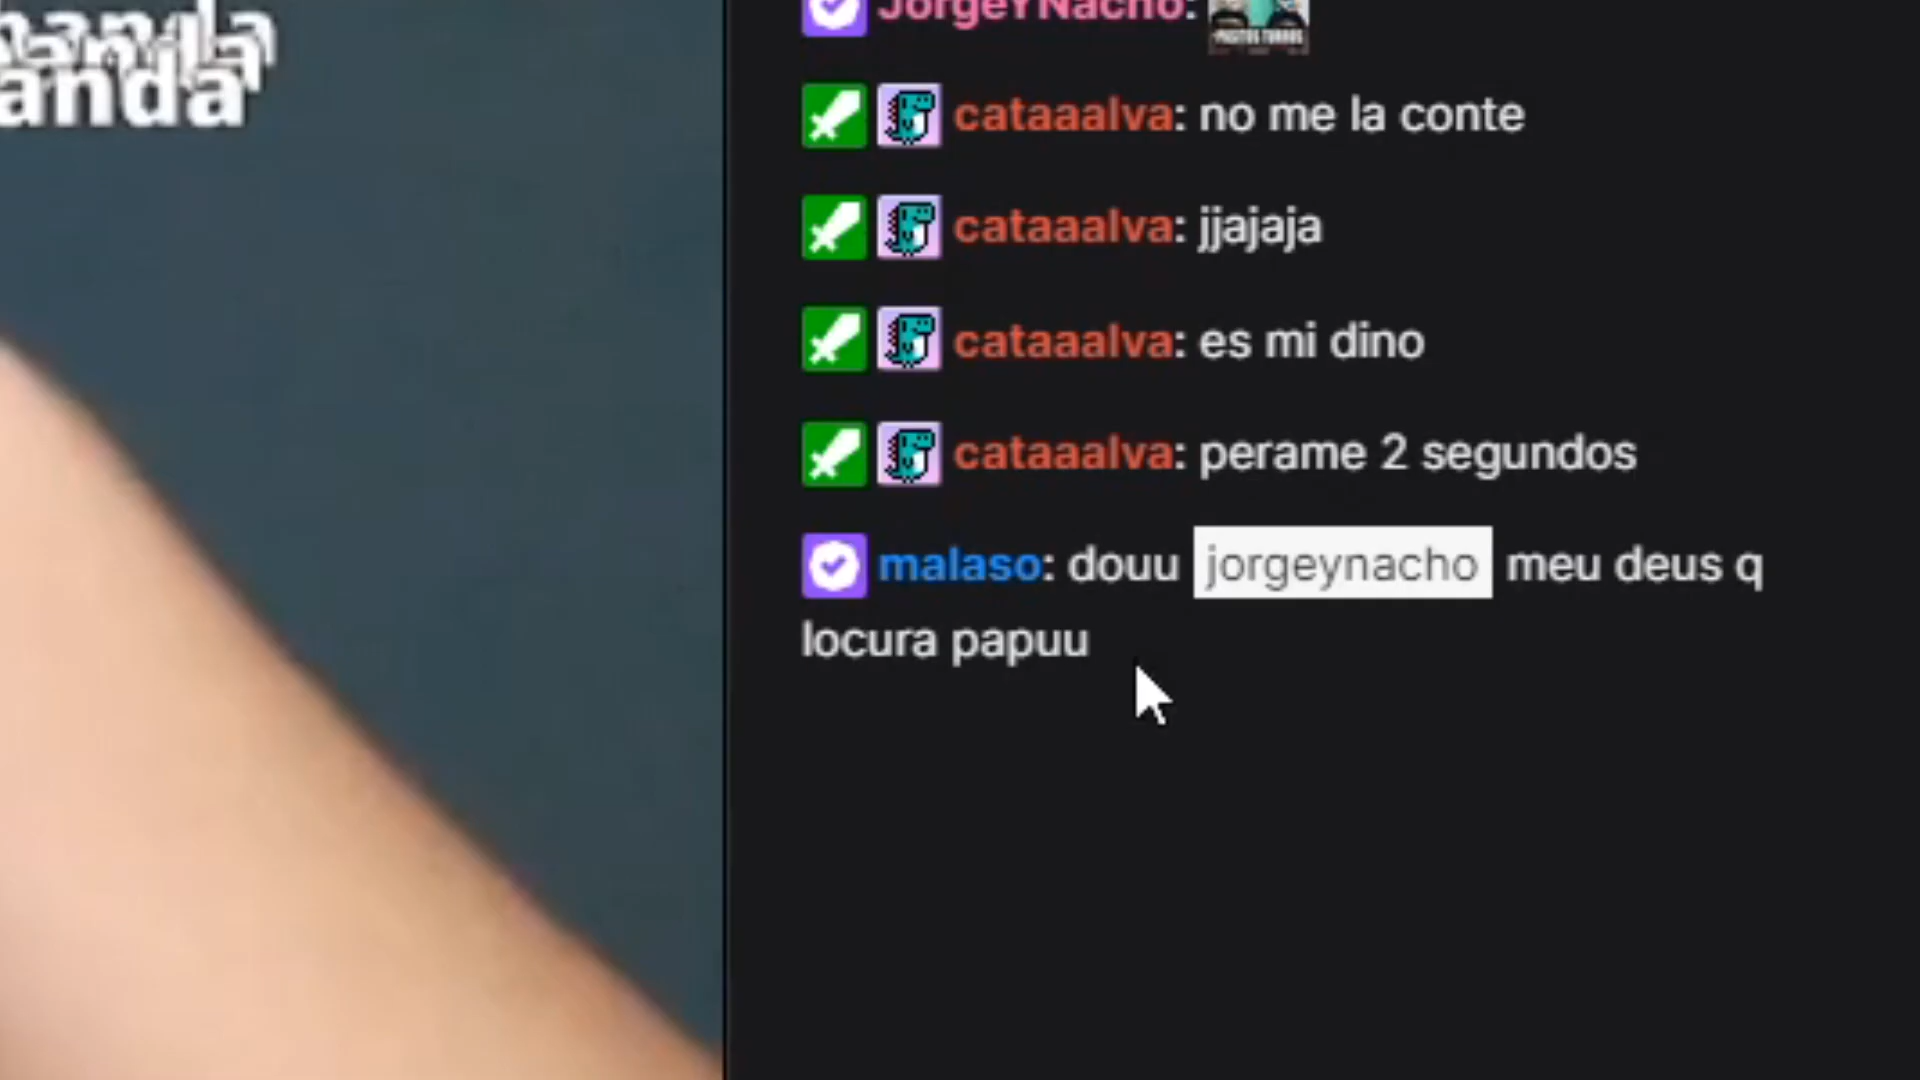 anda
JorgeYNacho:
cataaalva: no me la conte
cataaalva: jjajaja
cataaalva: es mi dino
cataaalva: perame 2 segundos
malaso: douu jorgeynacho meu deus q
locura papuu